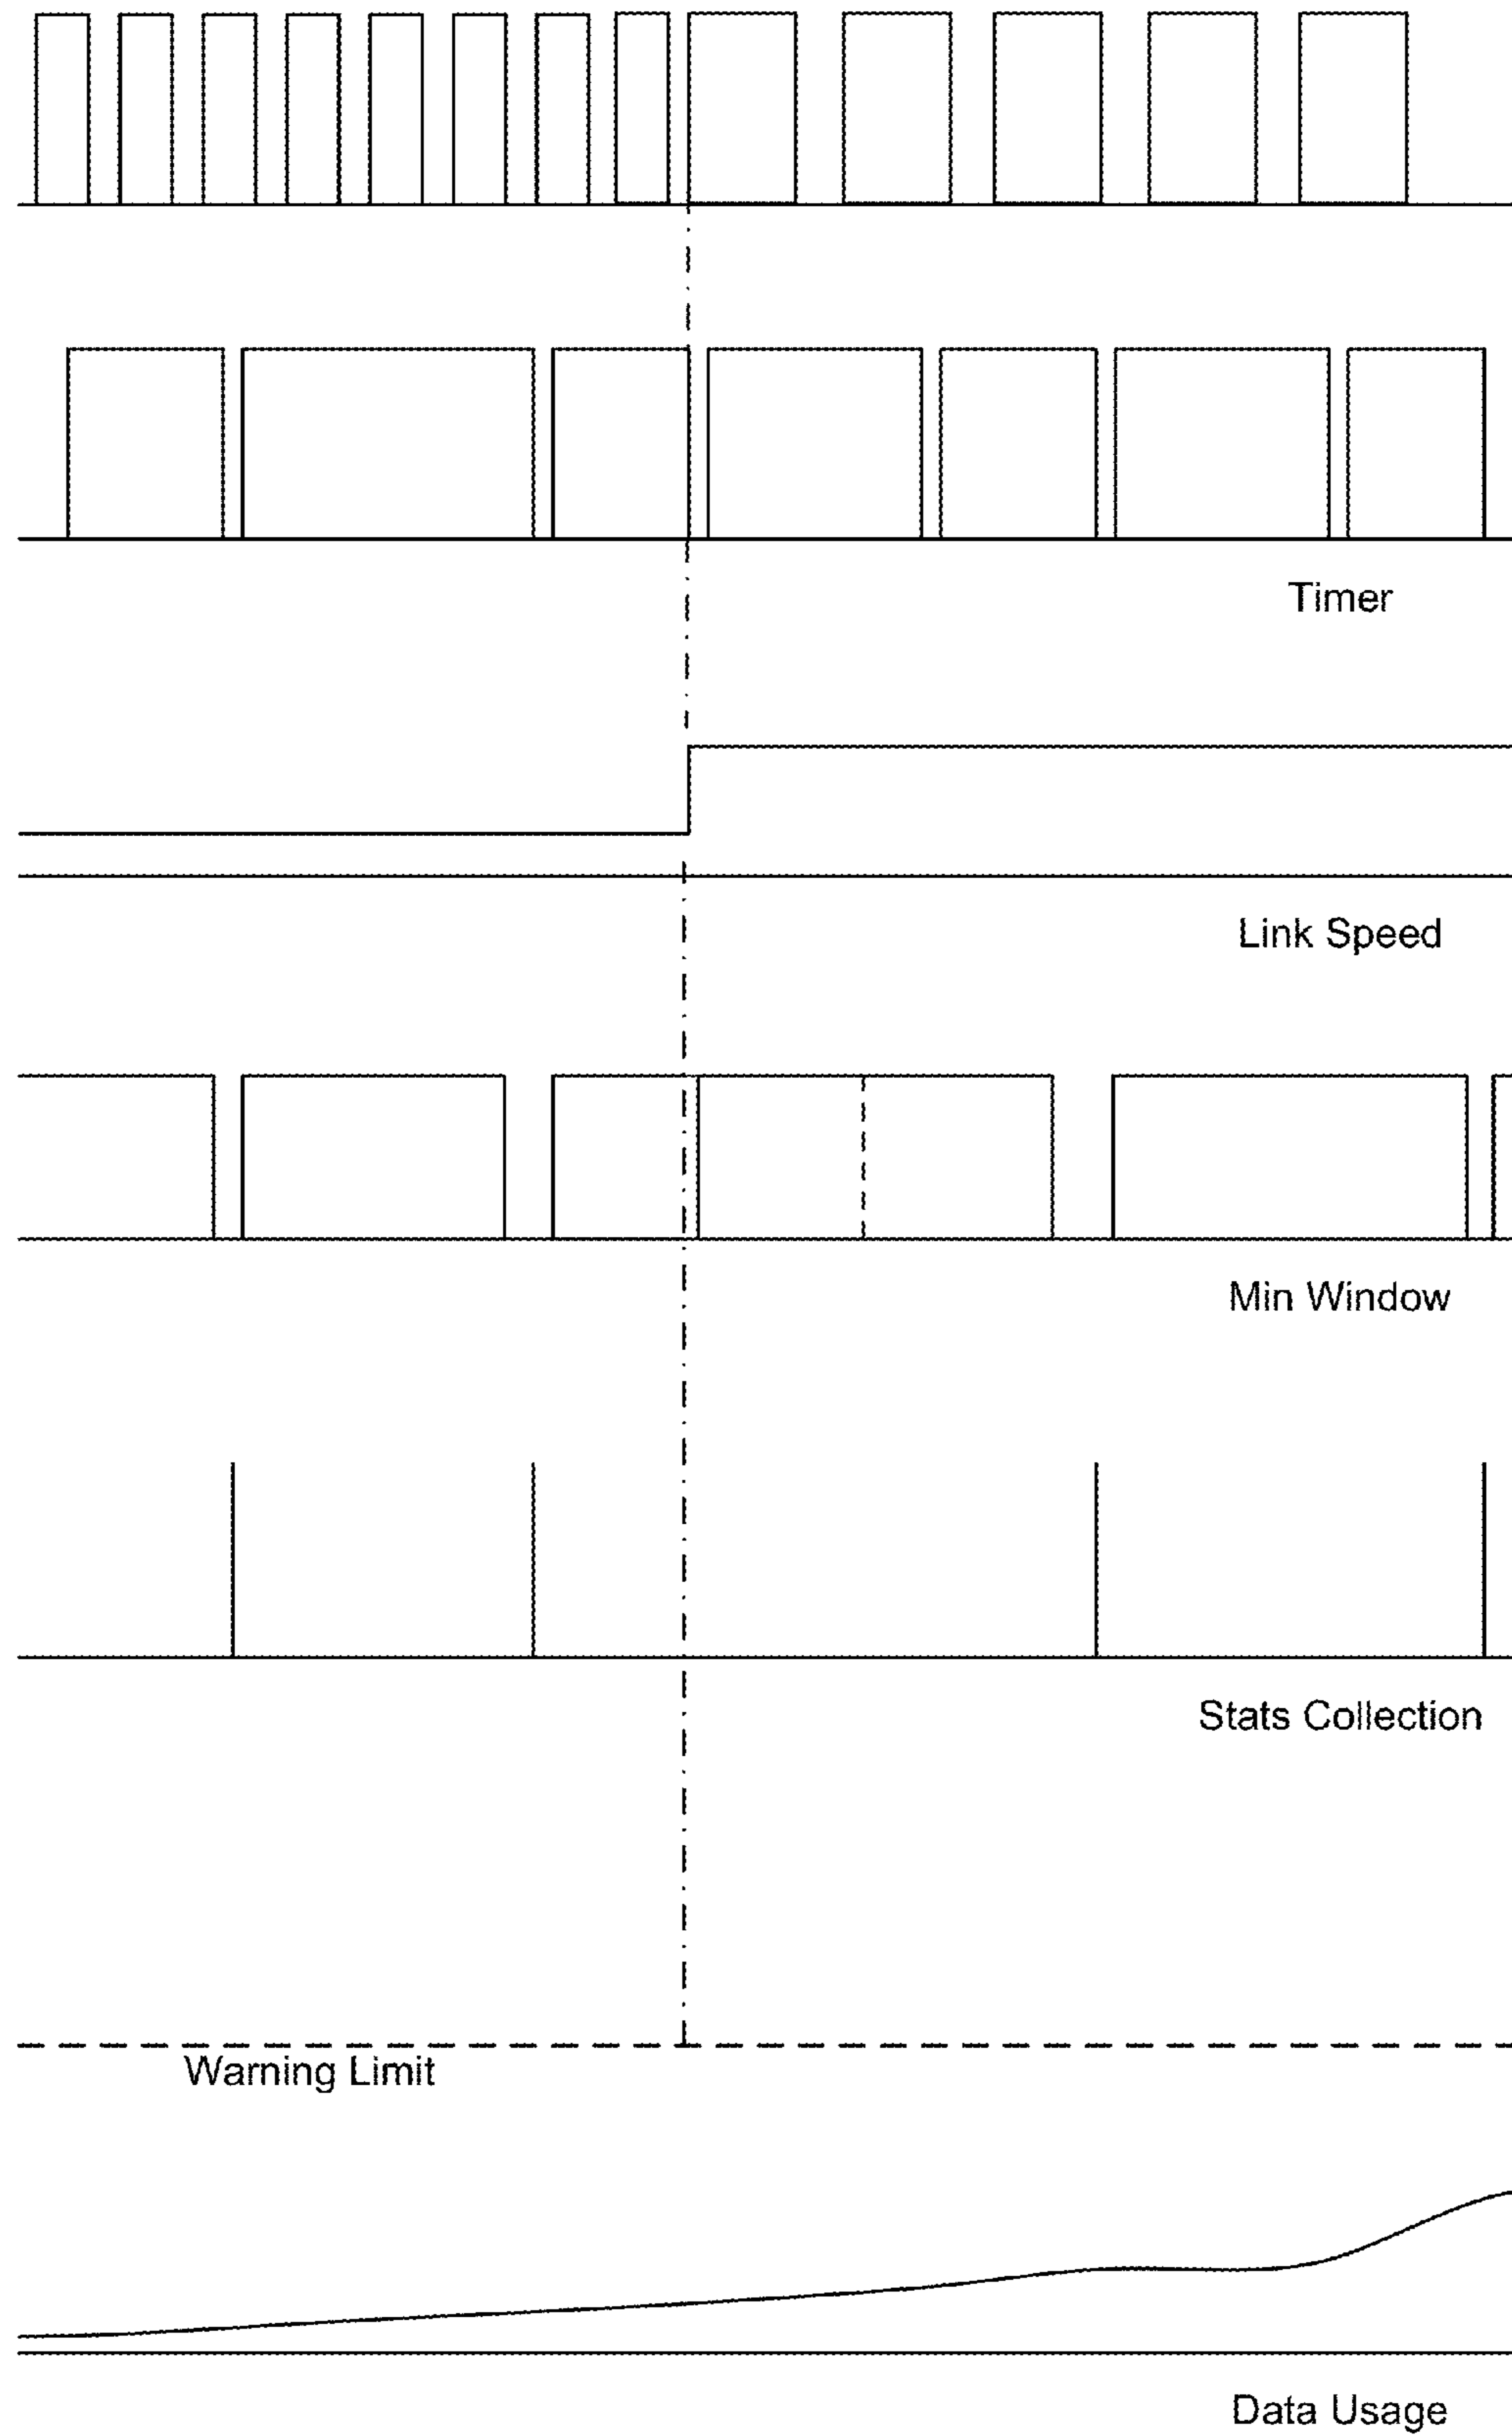 Timer
Link Speed
Min Window
Stats Collection
Warning Limit
Data Usage